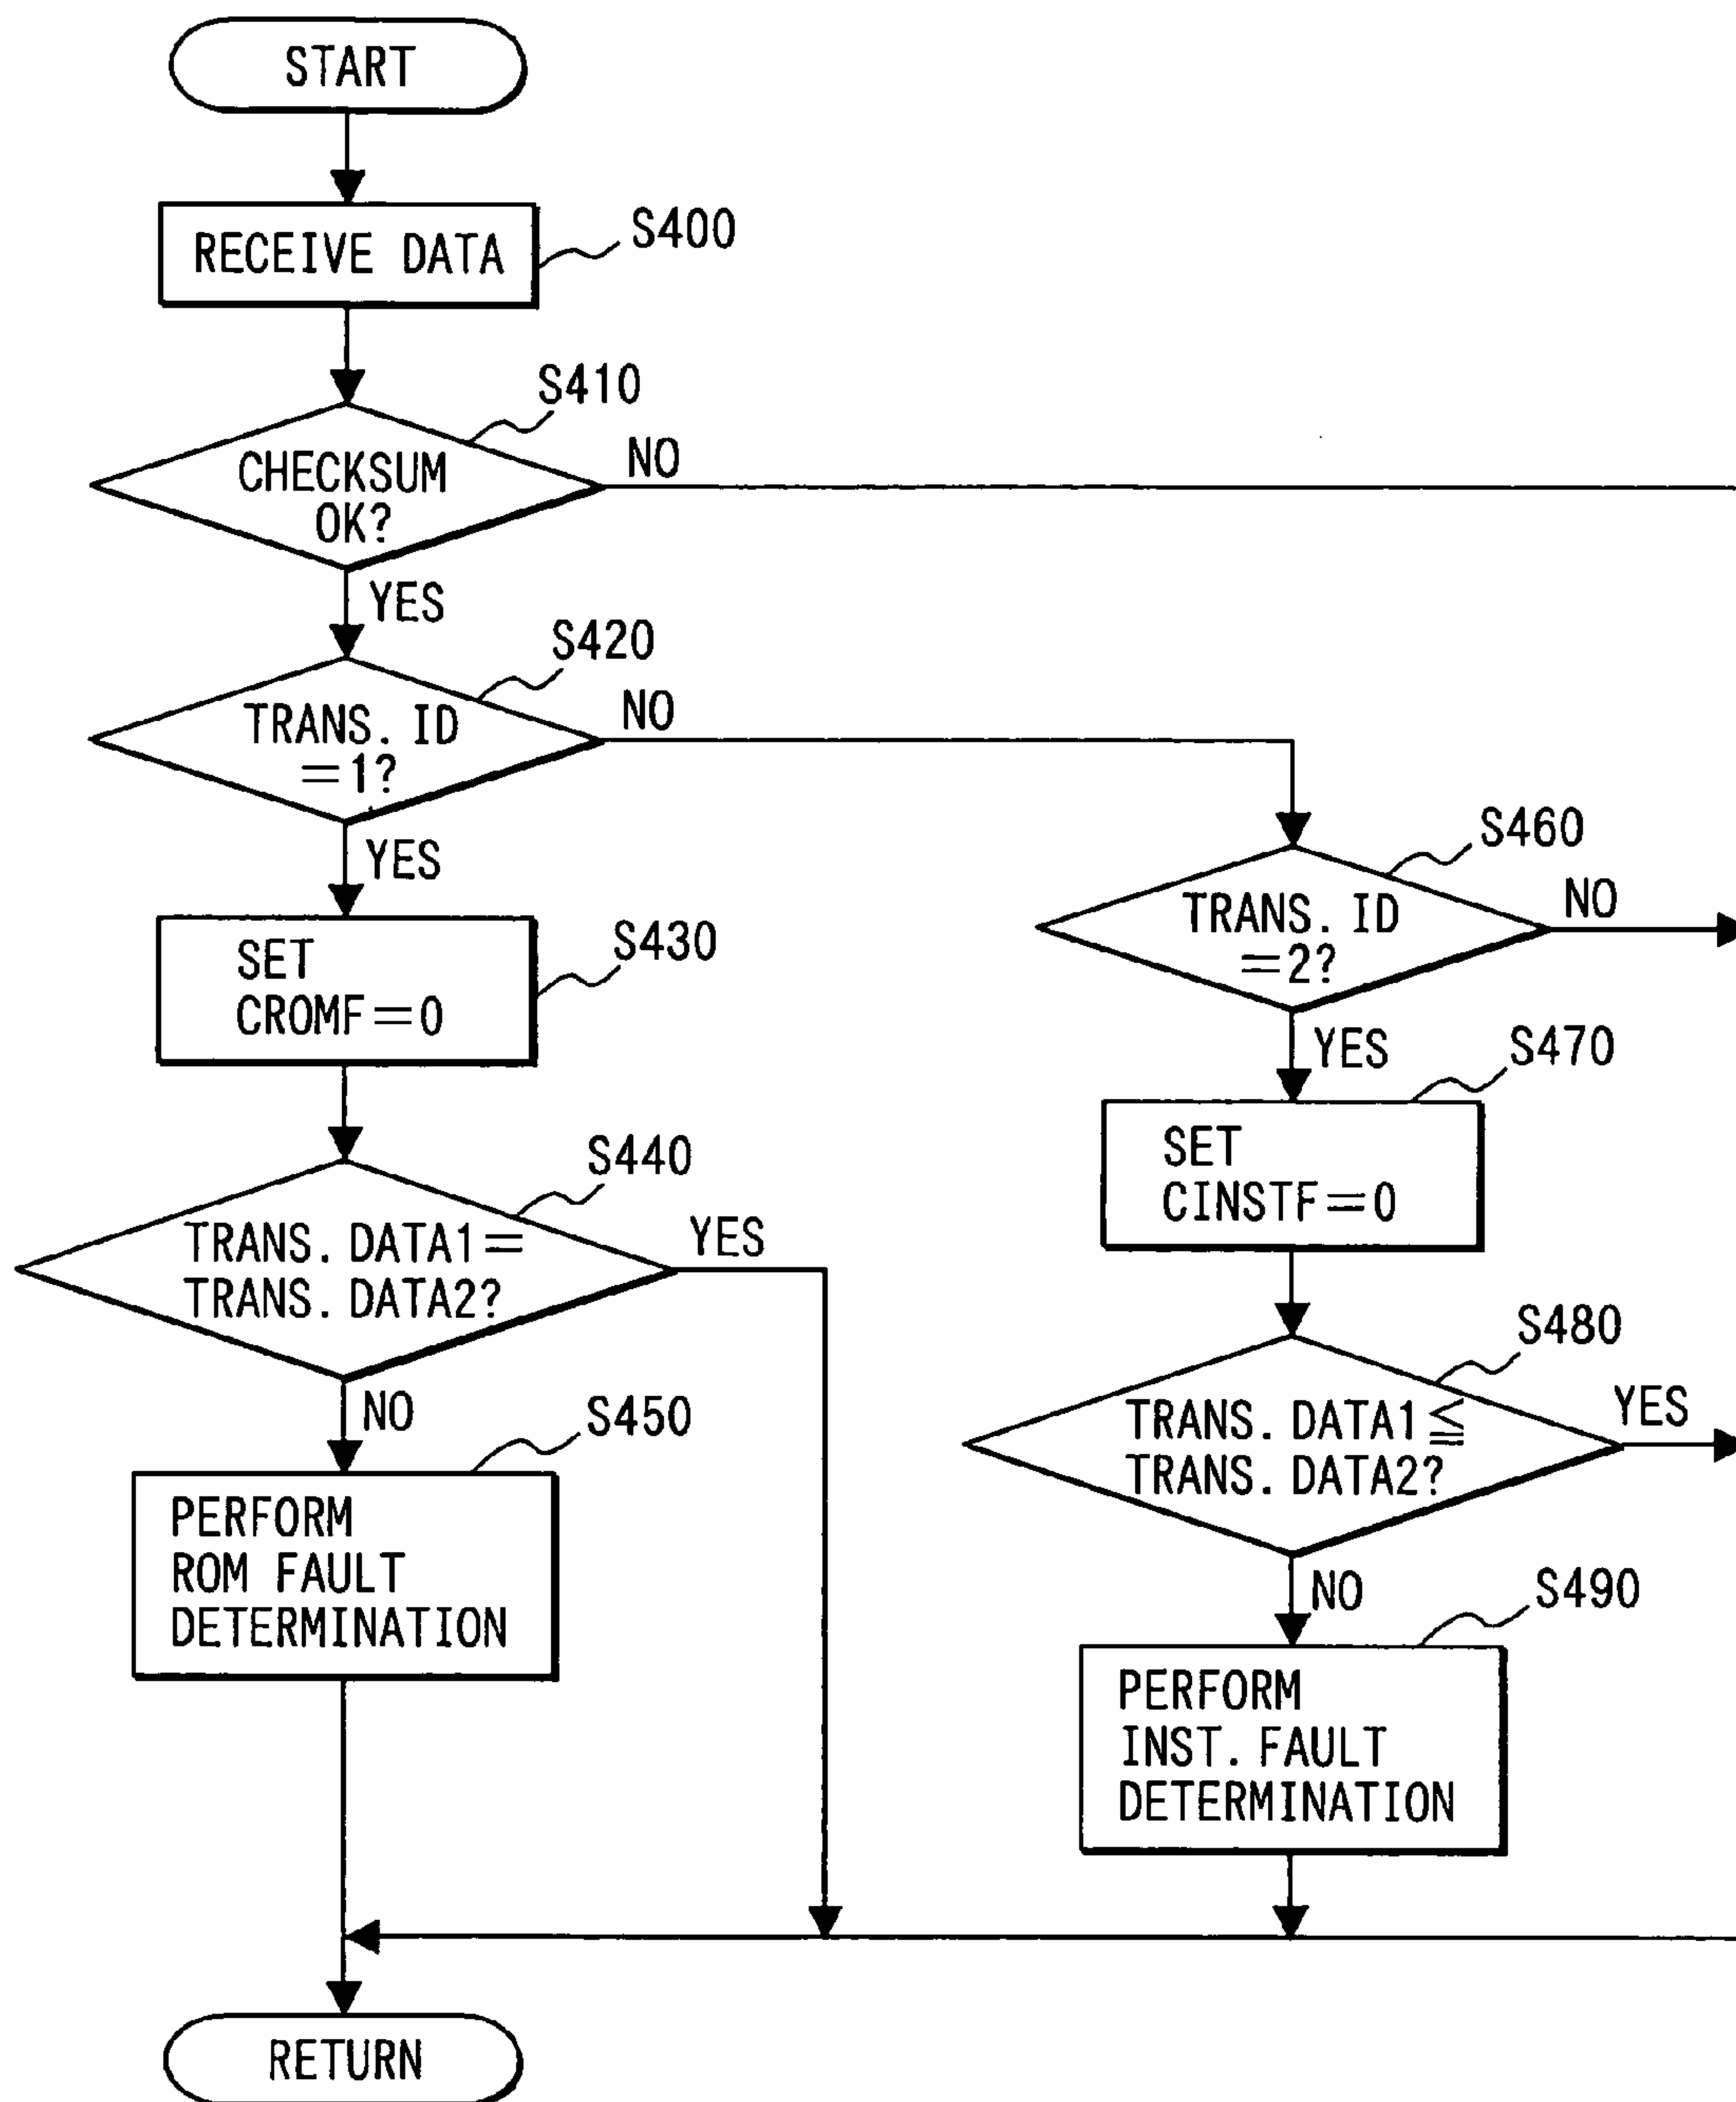 START
RECEIVE DATA
S400
S410
CHECKSUM
OK?
NO
YES
S420
TRANS. ID
=1?
NO
YES
S430
SET
CROMF=0
S440
TRANS. DATA1=
TRANS. DATA2?
YES
NO
S450
PERFORM
ROM FAULT
DETERMINATION
S460
TRANS. ID
=2?
NO
YES
S470
SET
CINSTF=0
S480
TRANS. DATA1≦
TRANS. DATA2?
YES
NO
S490
PERFORM
INST. FAULT
DETERMINATION
RETURN